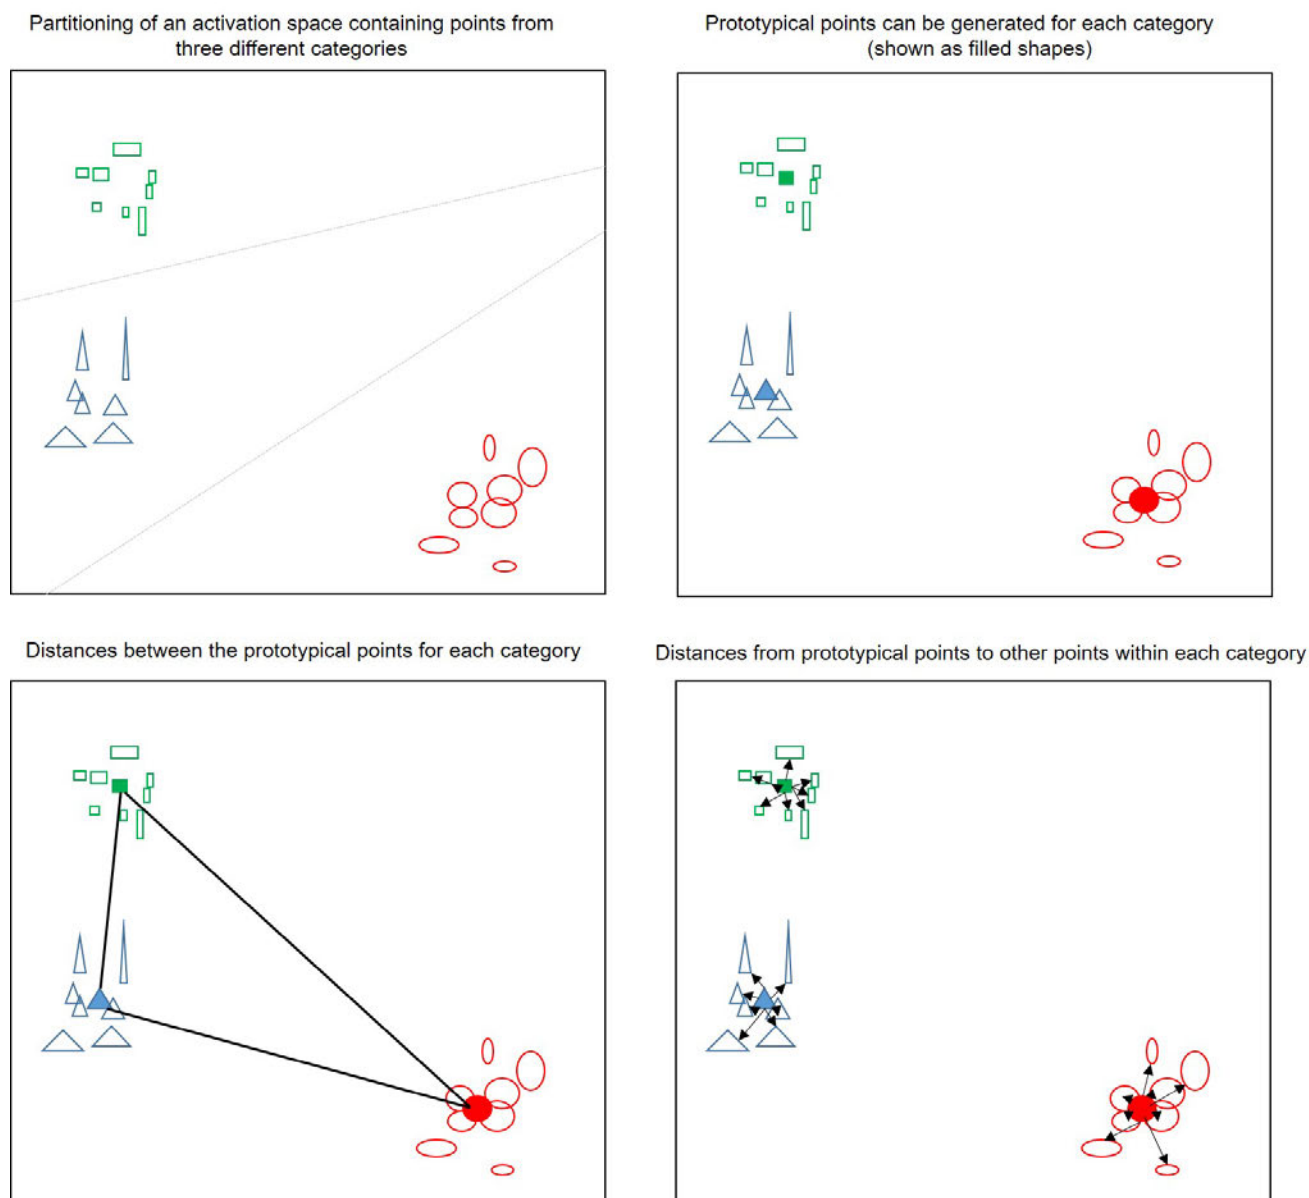 Partitioning of an activation space containing points from
three different categories
Prototypical points can be generated for each category
(shown as filled shapes)
Distances between the prototypical points for each category
Distances from prototypical points to other points within each category